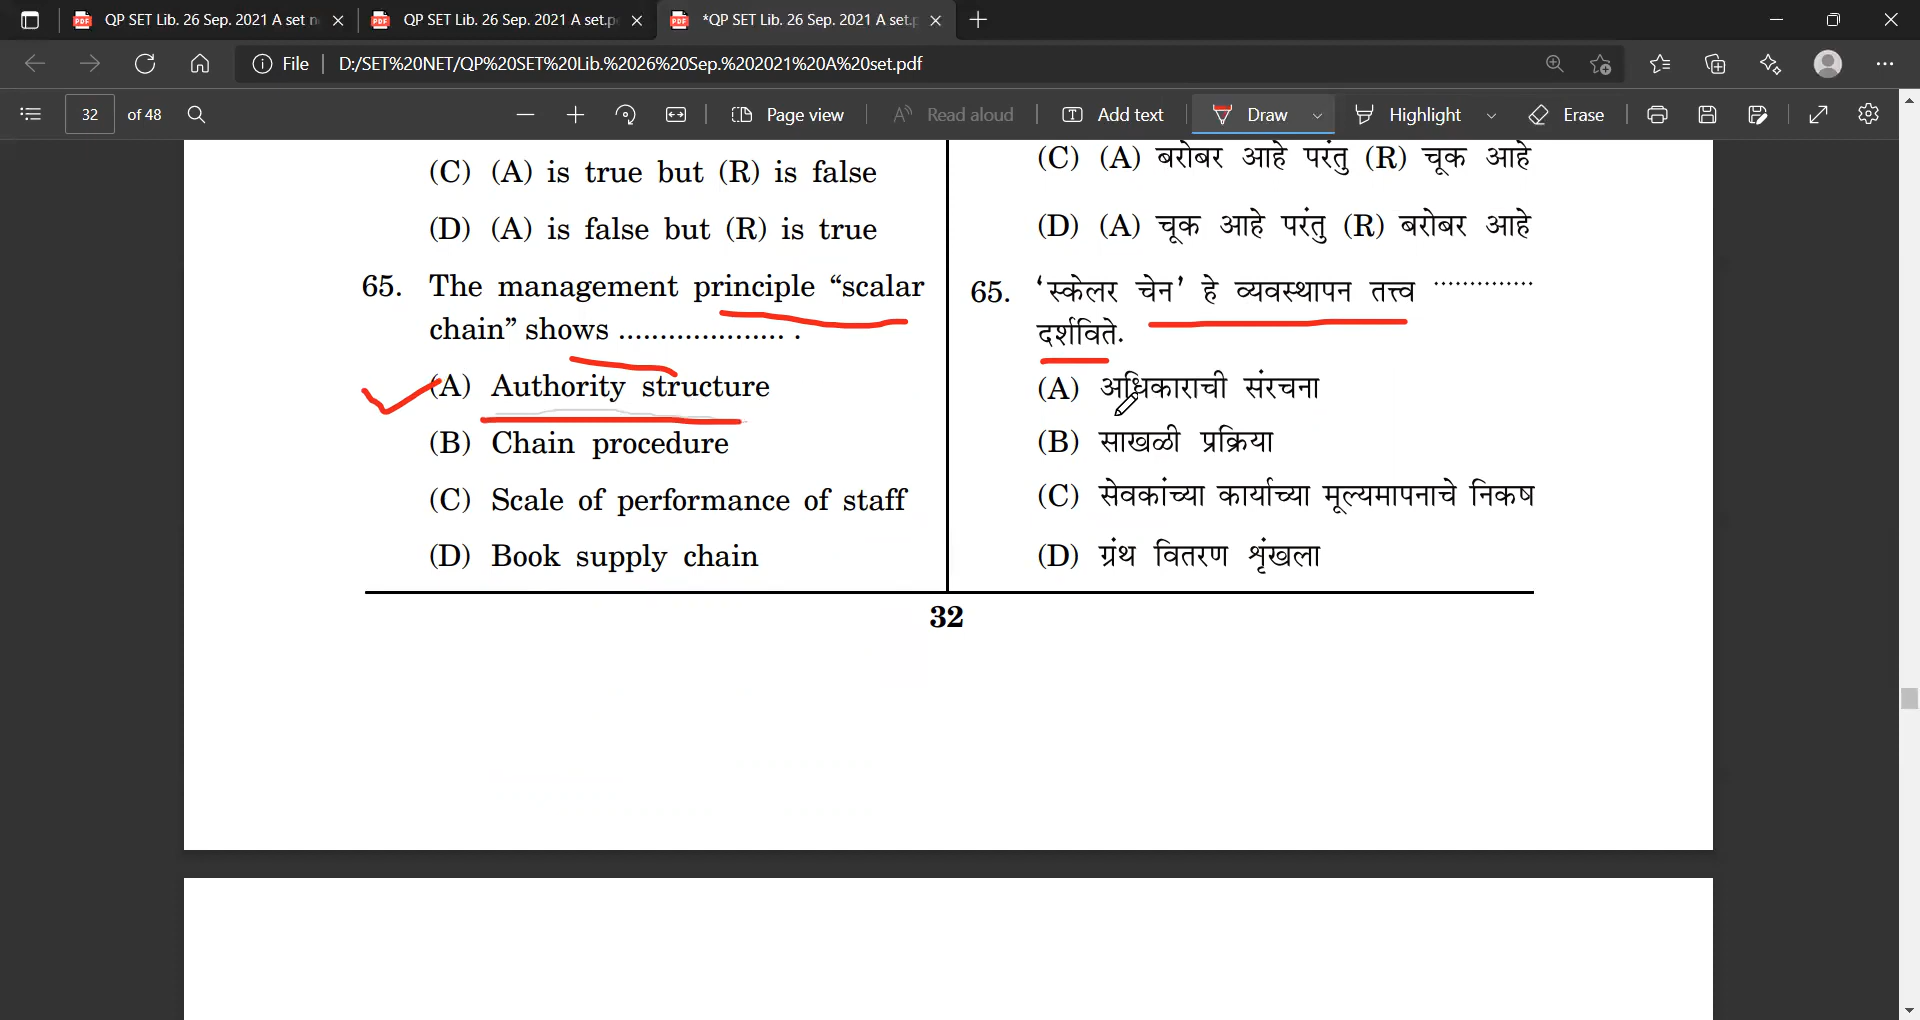 QP SET Lib. 26 Sep. 2021 A set n
QP SET Lib. 26 Sep. 2021 A set.p
*QP SET Lib. 26 Sep. 2021 A set.p
File
D:/SET%20NET/QP%20SET%20Lib.%2026%20Sep.%202021%20A%20set.pdf
32 of 48
Page view
Read aloud
Add text
Draw
Highlight
Erase
(C) (A) is true but (R) is false
(D) (A) is false but (R) is true
65. The management principle “scalar
chain” shows .................... .
(A) Authority structure
(B) Chain procedure
(C) Scale of performance of staff
(D) Book supply chain
(C) (A) बरोबर आहे परंतु (R) चूक आहे
(D) (A) चूक आहे परंतु (R) बरोबर आहे
65. ‘स्केलर चेन’ हे व्यवस्थापन तत्त्व ..............
दर्शविते.
(A) अधिकाराची संरचना
(B) साखळी प्रक्रिया
(C) सेवकांच्या कार्याच्या मूल्यमापनाचे निकष
(D) ग्रंथ वितरण शृंखला
32